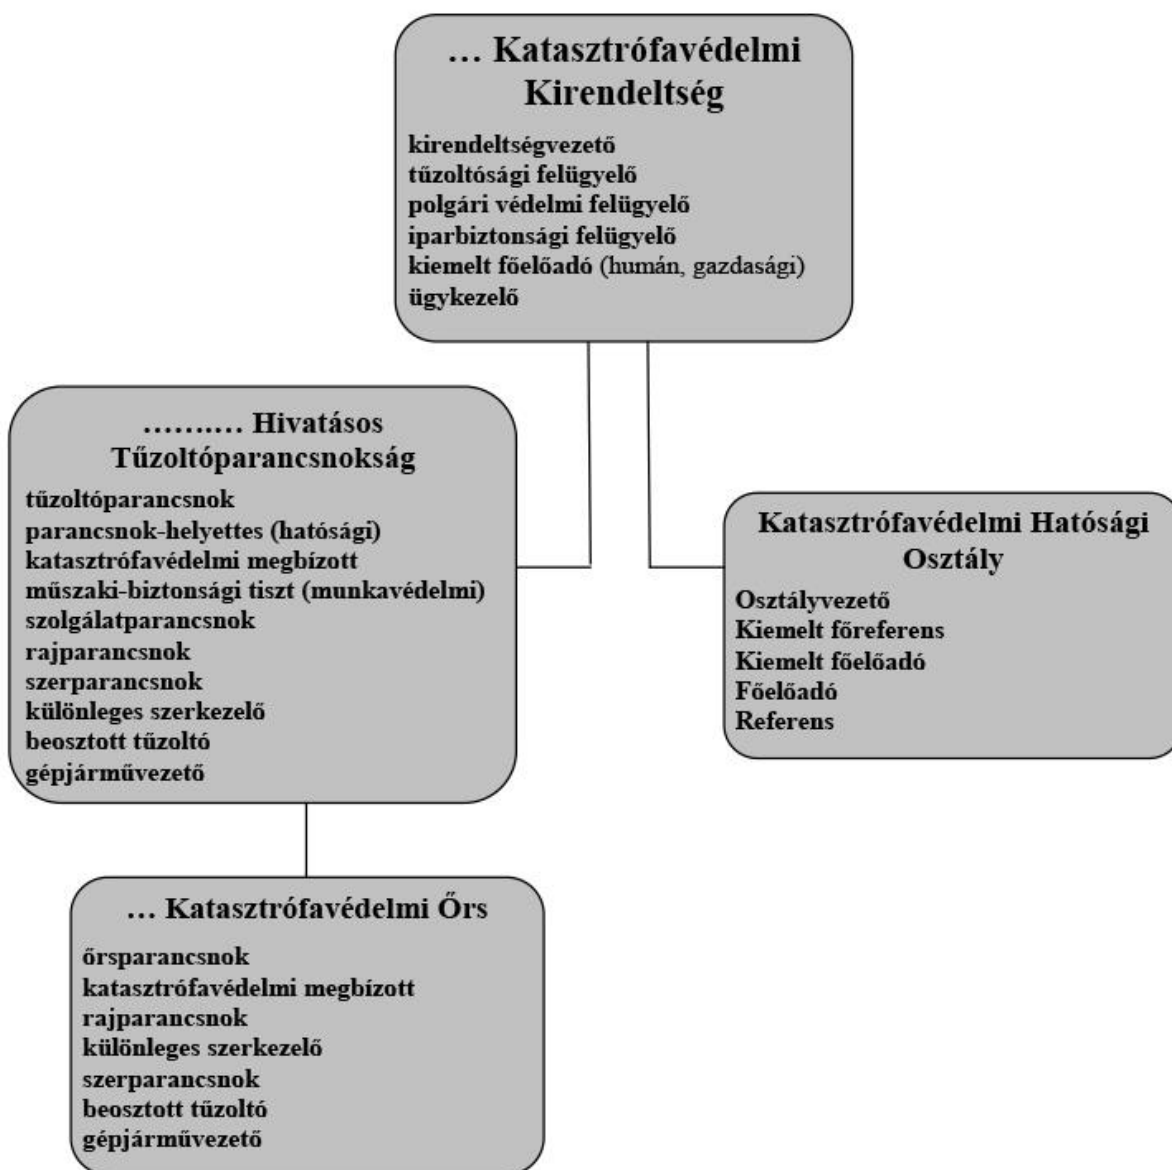 … Katasztrófavédelmi
Kirendeltség
kirendeltségvezető
tűzoltósági felügyelő
polgári védelmi felügyelő
iparbiztonsági felügyelő
kiemelt főelőadó (humán, gazdasági)
ügykezelő
…….… Hivatásos
Tűzoltóparancsnokság
tűzoltóparancsnok
parancsnok-helyettes (hatósági)
katasztrófavédelmi megbízott
műszaki-biztonsági tiszt (munkavédelmi)
szolgálatparancsnok
rajparancsnok
szerparancsnok
különleges szerkezelő
beosztott tűzoltó
gépjárművezető
Katasztrófavédelmi Hatósági
Osztály
Osztályvezető
Kiemelt főreferens
Kiemelt főelőadó
Főelőadó
Referens
… Katasztrófavédelmi Őrs
őrsparancsnok
katasztrófavédelmi megbízott
rajparancsnok
különleges szerkezelő
szerparancsnok
beosztott tűzoltó
gépjárművezető